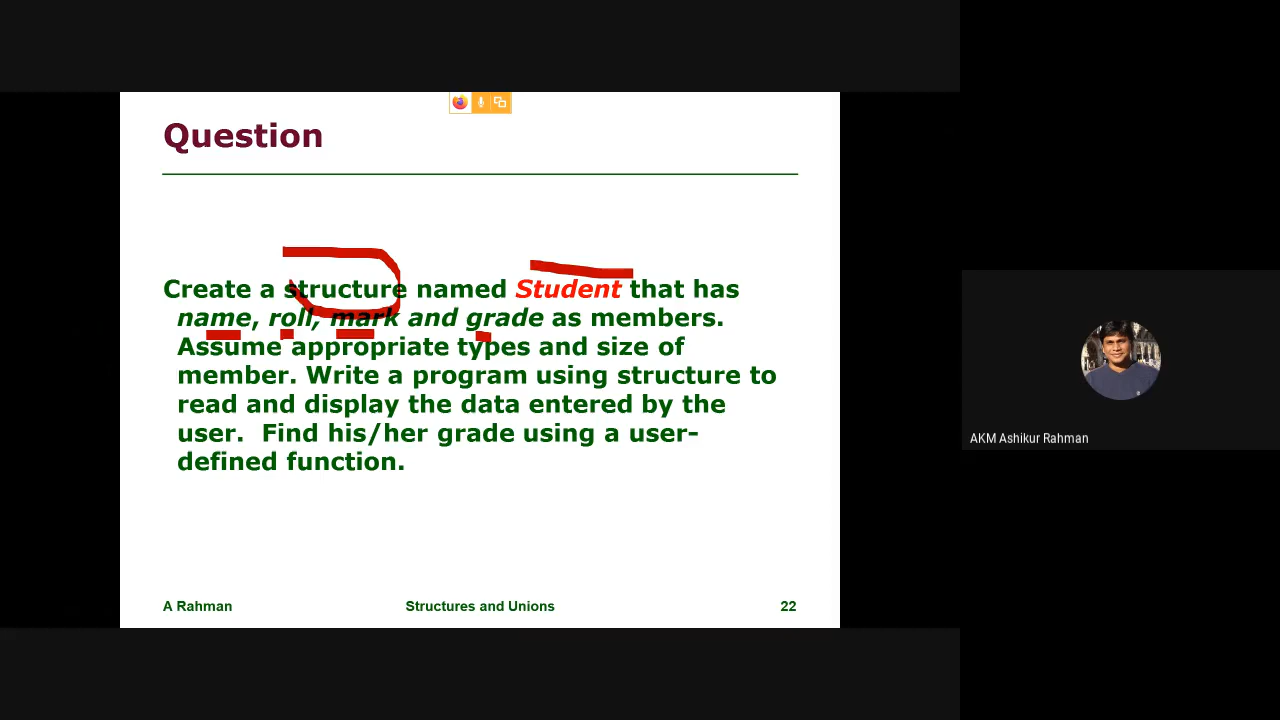 Question
Create a structure named Student that has
name, roll, mark and grade as members.
Assume appropriate types and size of
member. Write a program using structure to
read and display the data entered by the
user.  Find his/her grade using a user-
defined function.
A Rahman
Structures and Unions
22
AKM Ashikur Rahman